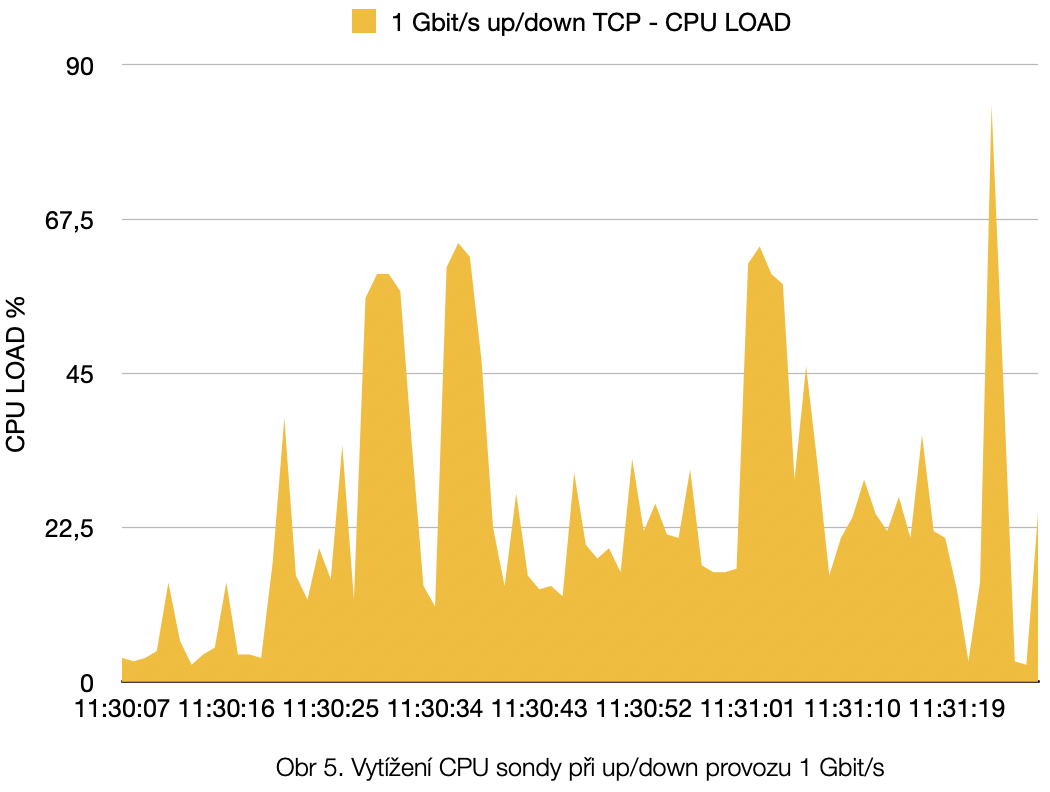 1 Gbit/s up/down TCP - CPU LOAD
90
67,5
45
22,5
0
CPU LOAD %
11:30:07 11:30:16 11:30:25 11:30:34 11:30:43 11:30:52 11:31:01 11:31:10 11:31:19
Obr 5. Vytížení CPU sondy při up/down provozu 1 Gbit/s